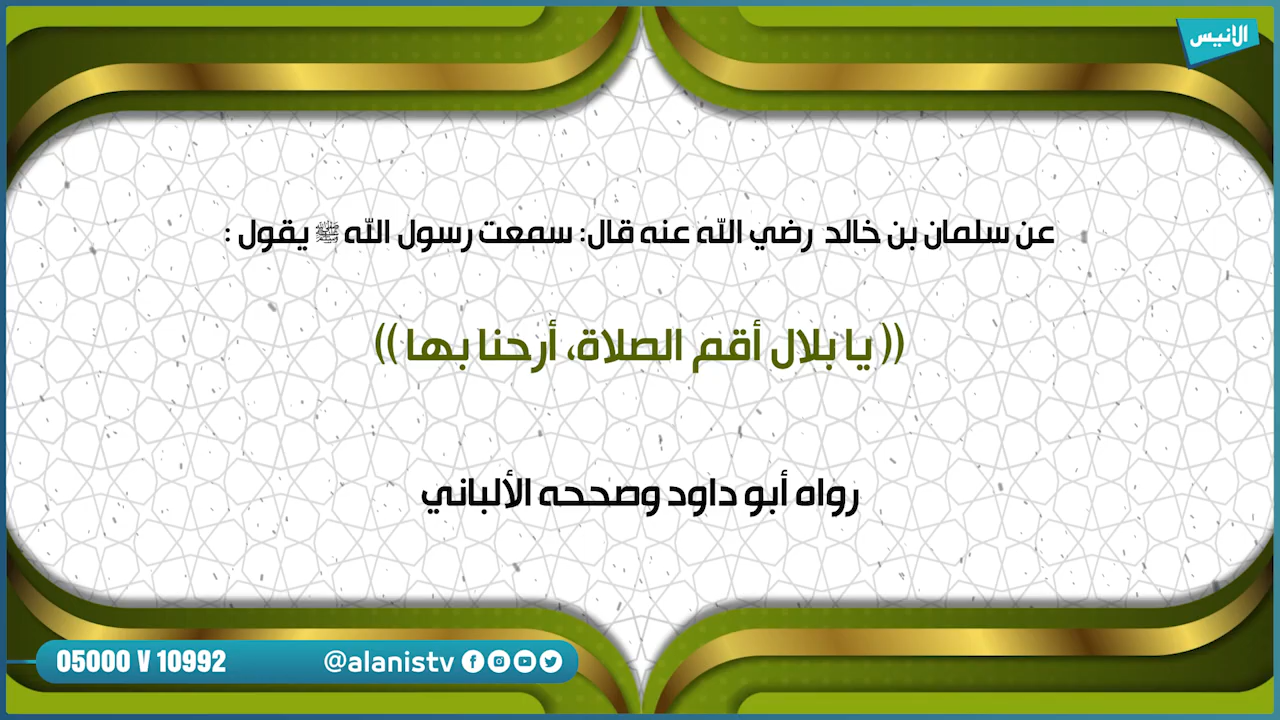 الانيس
عن سلمان بن خالد رضي الله عنه قال: سمعت رسول الله ﷺ يقول :
(( يا بلال أقم الصلاة، أرحنا بها ))
رواه أبو داود وصححه الألباني
05000 V 10992
@alanistv